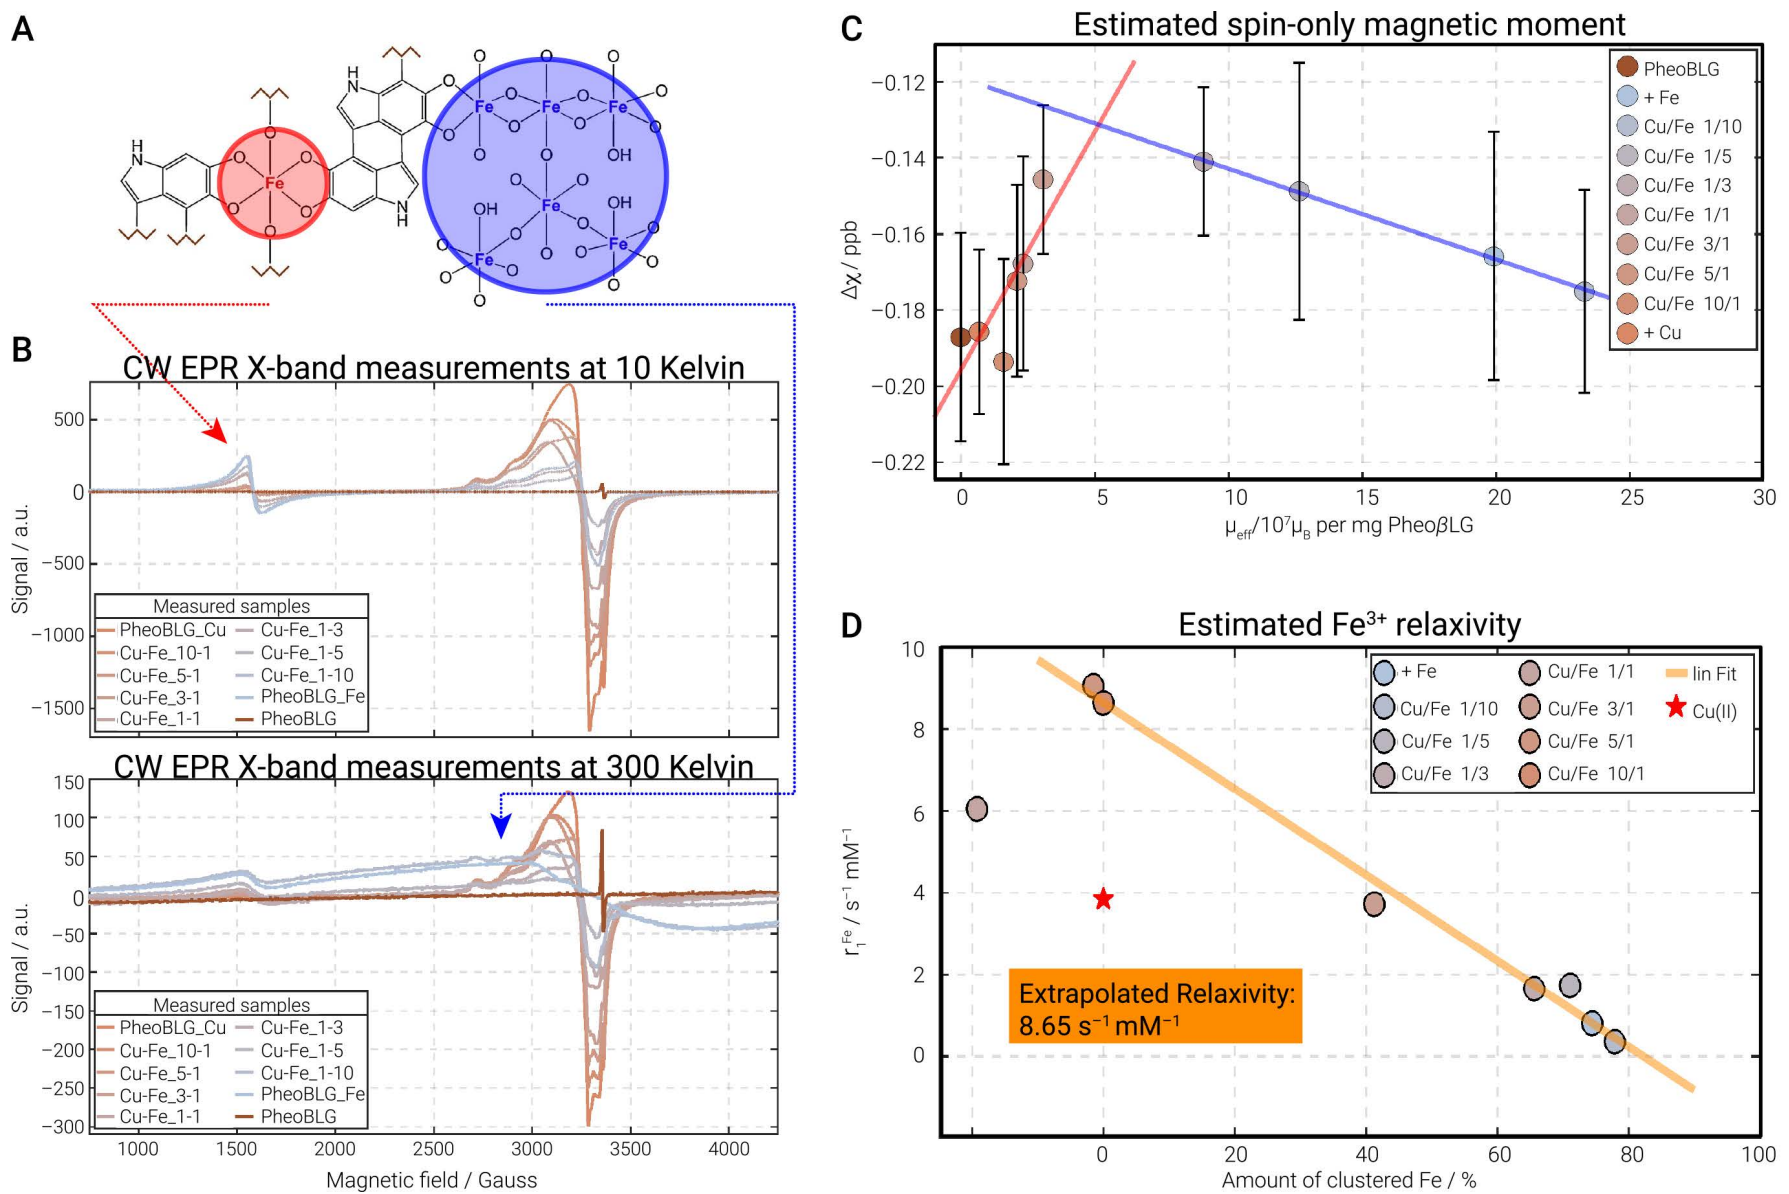 A
H
N
O
O
O
O
Fe
O
O
H
N
N
H
O
O
O
O
O
O
O
Fe
O
Fe
O
Fe
O
O
O
O
O
OH
O
O
OH
OH
Fe
O
O
O
O
O
O
O
Fe
O
O
O
Fe
O
O
O
B
CW EPR X-band measurements at 10 Kelvin
500
0
−500
−1000
−1500
Signal / a.u.
Measured samples
PheoBLG_Cu
Cu-Fe_10-1
Cu-Fe_5-1
Cu-Fe_3-1
Cu-Fe_1-1
Cu-Fe_1-3
Cu-Fe_1-5
Cu-Fe_1-10
PheoBLG_Fe
PheoBLG
CW EPR X-band measurements at 300 Kelvin
150
100
50
0
−50
−100
−150
−200
−250
−300
Signal / a.u.
Measured samples
PheoBLG_Cu
Cu-Fe_10-1
Cu-Fe_5-1
Cu-Fe_3-1
Cu-Fe_1-1
Cu-Fe_1-3
Cu-Fe_1-5
Cu-Fe_1-10
PheoBLG_Fe
PheoBLG
1000 1500 2000 2500 3000 3500 4000
Magnetic field / Gauss
C
Estimated spin-only magnetic moment
−0.12
−0.14
−0.16
−0.18
−0.20
−0.22
Δχ / ppb
PheoBLG
+ Fe
Cu/Fe 1/10
Cu/Fe 1/5
Cu/Fe 1/3
Cu/Fe 1/1
Cu/Fe 3/1
Cu/Fe 5/1
Cu/Fe 10/1
+ Cu
0 5 10 15 20 25 30
μeff/10⁷μB per mg PheoβLG
D
Estimated Fe³⁺ relaxivity
10
8
6
4
2
0
r₁Fe / s⁻¹ mM⁻¹
+ Fe
Cu/Fe 1/10
Cu/Fe 1/5
Cu/Fe 1/3
Cu/Fe 1/1
Cu/Fe 3/1
Cu/Fe 5/1
Cu/Fe 10/1
lin Fit
Cu(II)
Extrapolated Relaxivity:
8.65 s⁻¹ mM⁻¹
0 20 40 60 80 100
Amount of clustered Fe / %